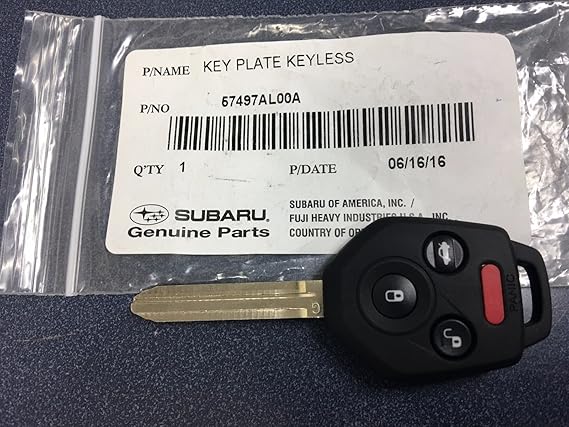 P/NAME KEY PLATE KEYLESS
P/NO 57497AL00A
Q'TY 1 P/DATE 06/16/16
SUBARU
Genuine Parts
SUBARU OF AMERICA, INC. /
FUJI HEAVY INDUSTRIES U.S.A., INC.
COUNTRY OF
PANIC
G